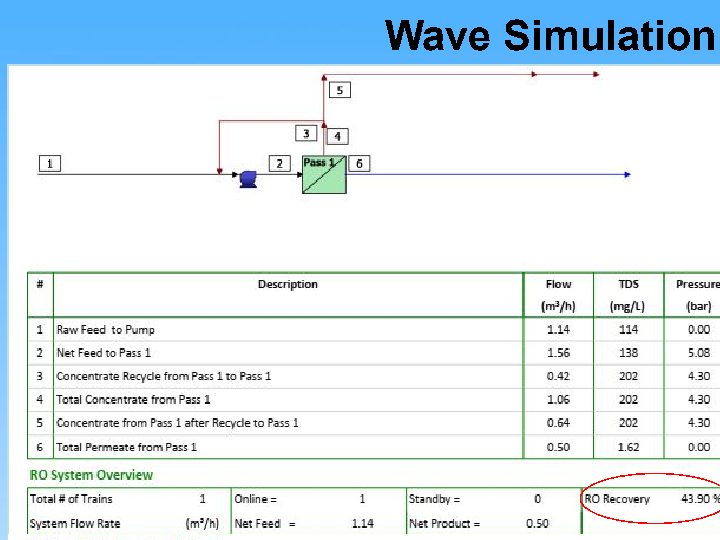 Wave Simulation
5
3
4
1
2
Pass 1
6
# Description Flow TDS Pressure
(m³/h) (mg/L) (bar)
1 Raw Feed to Pump 1.14 114 0.00
2 Net Feed to Pass 1 1.56 138 5.08
3 Concentrate Recycle from Pass 1 to Pass 1 0.42 202 4.30
4 Total Concentrate from Pass 1 1.06 202 4.30
5 Concentrate from Pass 1 after Recycle to Pass 1 0.64 202 4.30
6 Total Permeate from Pass 1 0.50 1.62 0.00
RO System Overview
Total # of Trains 1 Online = 1 Standby = 0 RO Recovery 43.90 %
System Flow Rate (m³/h) Net Feed = 1.14 Net Product = 0.50